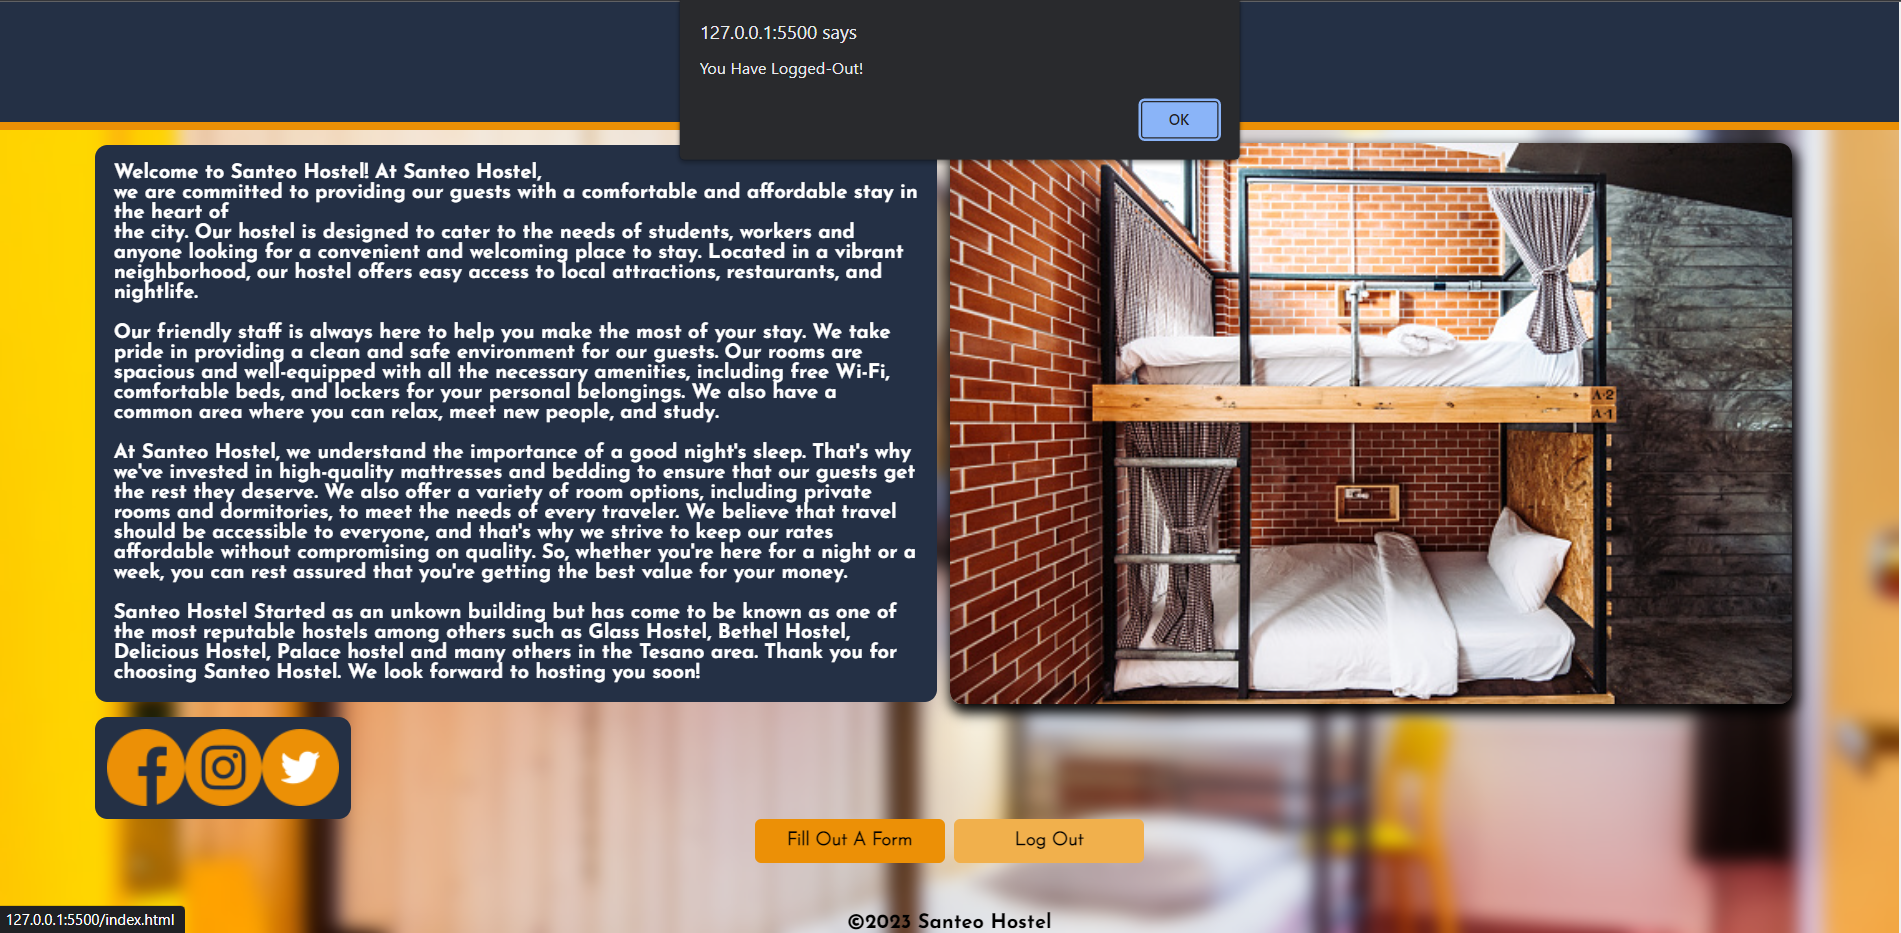 127.0.0.1:5500 says
You Have Logged-Out!
OK
Welcome to Santeo Hostel! At Santeo Hostel,
we are committed to providing our guests with a comfortable and affordable stay in
the heart of
the city. Our hostel is designed to cater to the needs of students, workers and
anyone looking for a convenient and welcoming place to stay. Located in a vibrant
neighborhood, our hostel offers easy access to local attractions, restaurants, and
nightlife.
Our friendly staff is always here to help you make the most of your stay. We take
pride in providing a clean and safe environment for our guests. Our rooms are
spacious and well-equipped with all the necessary amenities, including free Wi-Fi,
comfortable beds, and lockers for your personal belongings. We also have a
common area where you can relax, meet new people, and study.
At Santeo Hostel, we understand the importance of a good night's sleep. That's why
we've invested in high-quality mattresses and bedding to ensure that our guests get
the rest they deserve. We also offer a variety of room options, including private
rooms and dormitories, to meet the needs of every traveler. We believe that travel
should be accessible to everyone, and that's why we strive to keep our rates
affordable without compromising on quality. So, whether you're here for a night or a
week, you can rest assured that you're getting the best value for your money.
Santeo Hostel Started as an unkown building but has come to be known as one of
the most reputable hostels among others such as Glass Hostel, Bethel Hostel,
Delicious Hostel, Palace hostel and many others in the Tesano area. Thank you for
choosing Santeo Hostel. We look forward to hosting you soon!
A·2
A·1
Fill Out A Form
Log Out
127.0.0.1:5500/index.html
©2023 Santeo Hostel